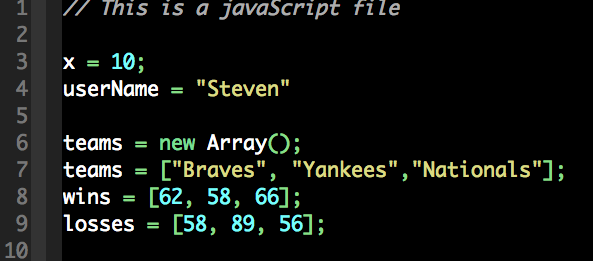 1 // This is a javaScript file
2
3 x = 10;
4 userName = "Steven"
5
6 teams = new Array();
7 teams = ["Braves", "Yankees","Nationals"];
8 wins = [62, 58, 66];
9 losses = [58, 89, 56];
10